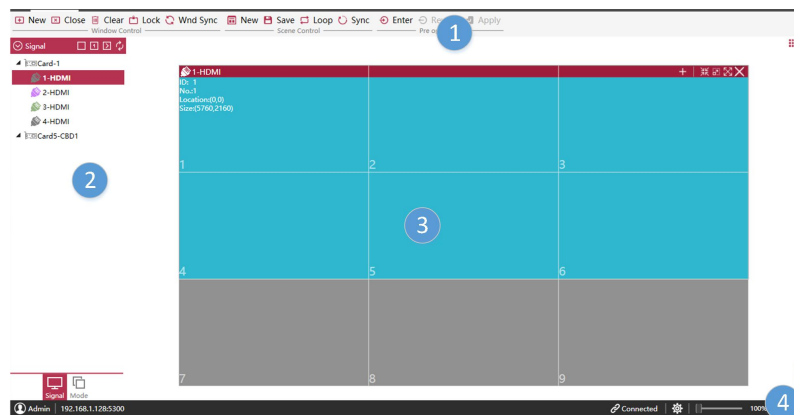 New Close Clear Lock Wnd Sync New Save Loop Sync Enter Apply
Window Control Scene Control
1
Signal
Card-1
1-HDMI
2-HDMI
3-HDMI
4-HDMI
Card5-CBD1
2
1-HDMI
ID: 1
No.:1
Location:(0,0)
Size:(5760,2160)
1 2 3
3
4 5 6
7 8 9
Signal Mode
Admin 192.168.1.128:5300 Connected 100%
4